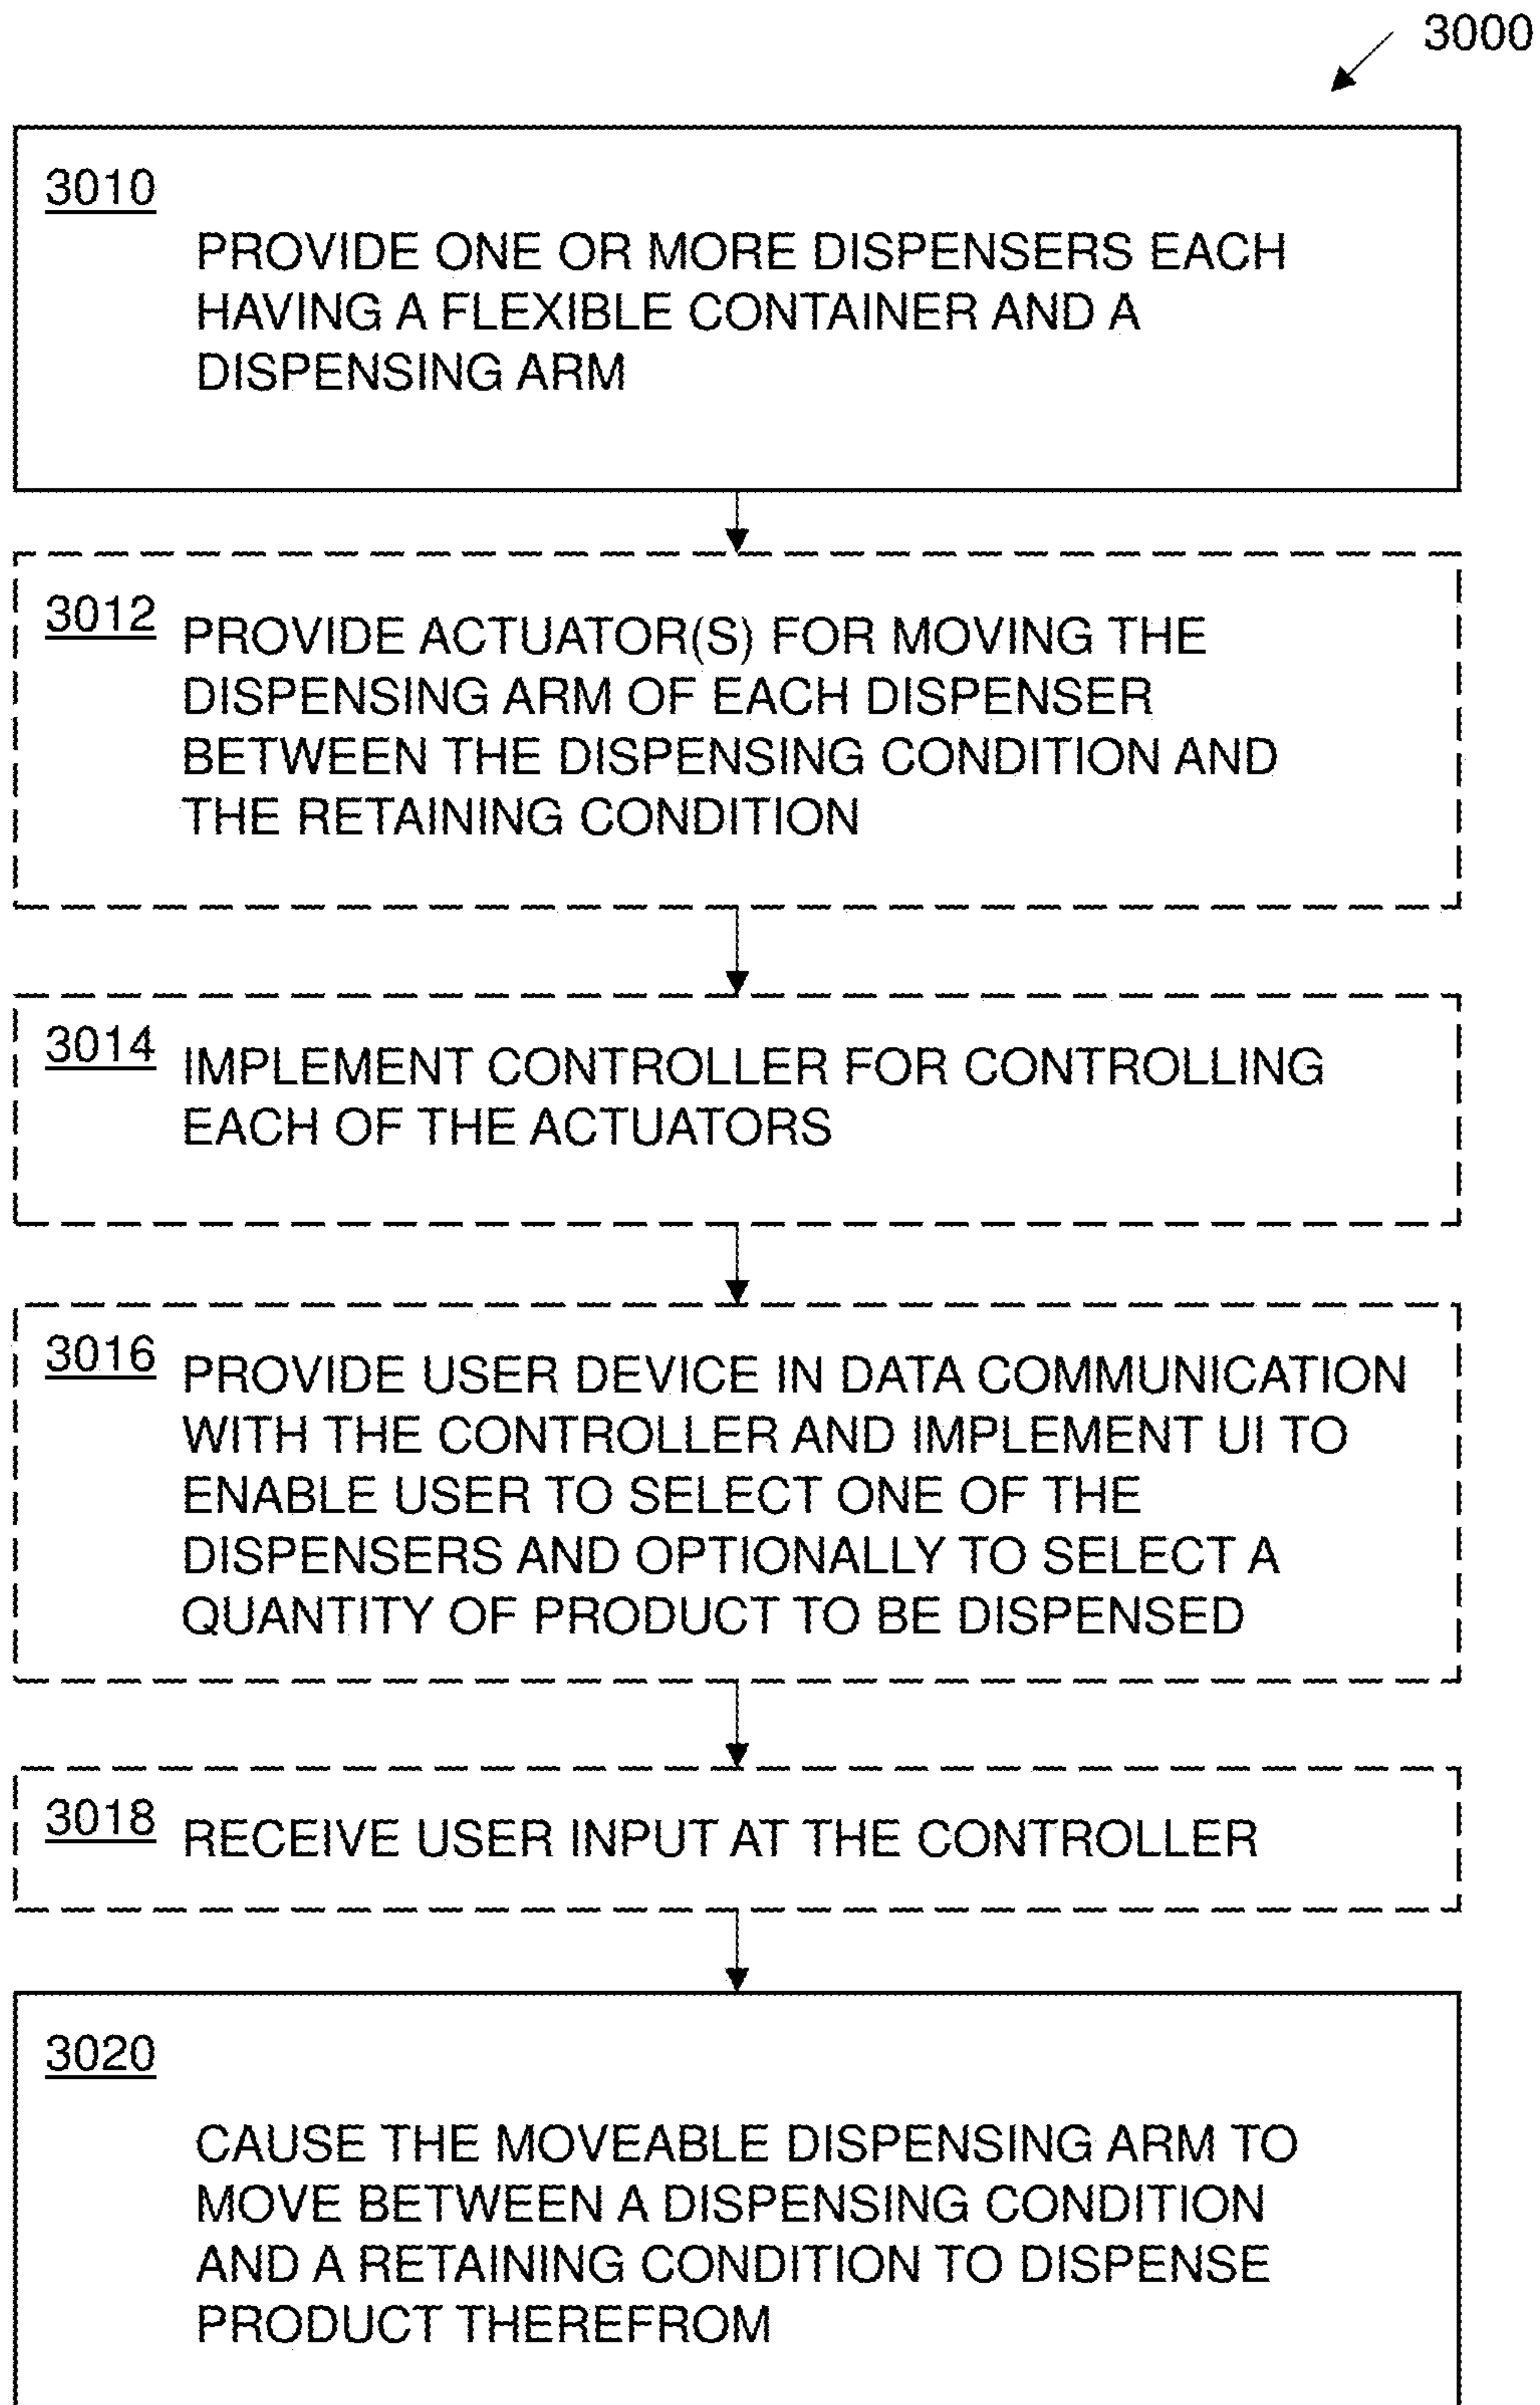 3000
3010
PROVIDE ONE OR MORE DISPENSERS EACH
HAVING A FLEXIBLE CONTAINER AND A
DISPENSING ARM
3012
PROVIDE ACTUATOR(S) FOR MOVING THE
DISPENSING ARM OF EACH DISPENSER
BETWEEN THE DISPENSING CONDITION AND
THE RETAINING CONDITION
3014
IMPLEMENT CONTROLLER FOR CONTROLLING
EACH OF THE ACTUATORS
3016
PROVIDE USER DEVICE IN DATA COMMUNICATION
WITH THE CONTROLLER AND IMPLEMENT UI TO
ENABLE USER TO SELECT ONE OF THE
DISPENSERS AND OPTIONALLY TO SELECT A
QUANTITY OF PRODUCT TO BE DISPENSED
3018
RECEIVE USER INPUT AT THE CONTROLLER
3020
CAUSE THE MOVEABLE DISPENSING ARM TO
MOVE BETWEEN A DISPENSING CONDITION
AND A RETAINING CONDITION TO DISPENSE
PRODUCT THEREFROM